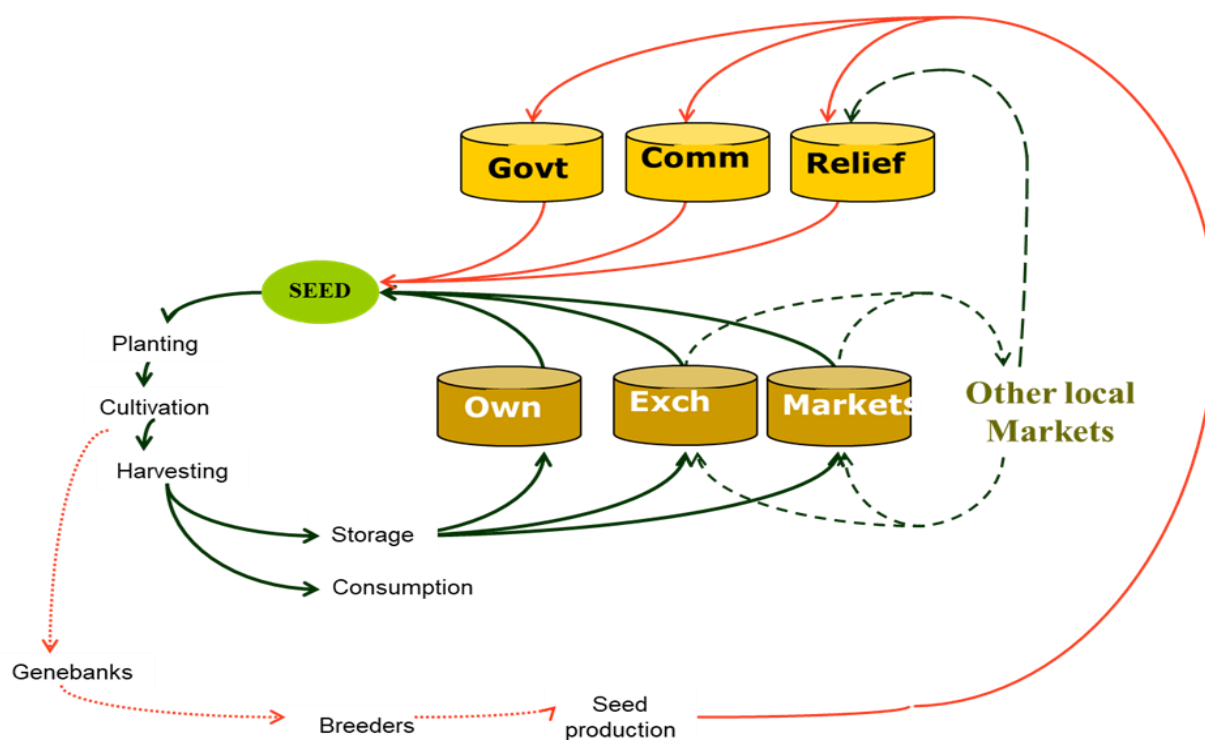 Govt
Comm
Relief
SEED
Planting
Own
Exch
Markets
Other local
Markets
Cultivation
Harvesting
Storage
Consumption
Genebanks
Breeders
Seed
production